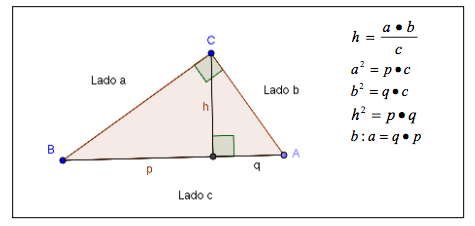 C
Lado a
Lado b
h
B
A
p
q
Lado c
h = a • b / c
a² = p • c
b² = q • c
h² = p • q
b : a = q • p